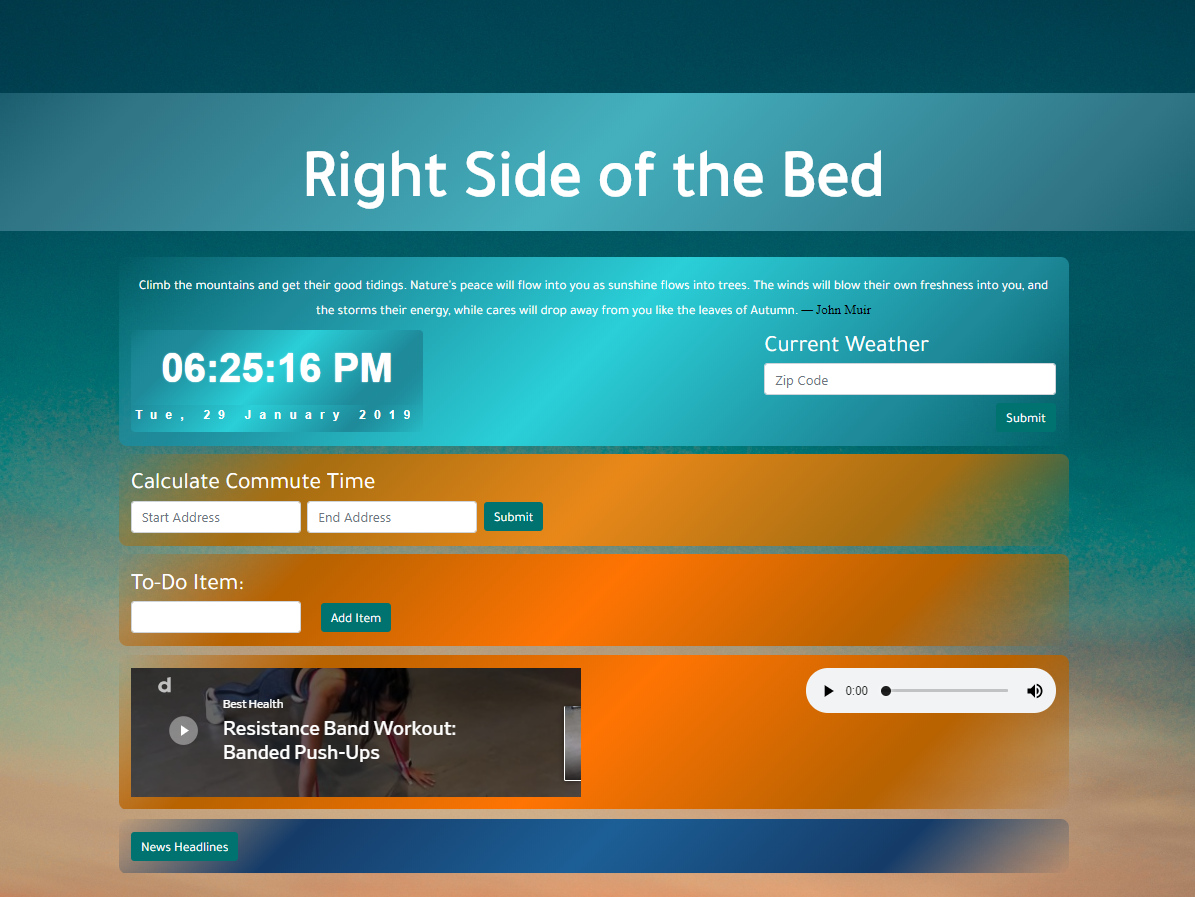 Right Side of the Bed
Climb the mountains and get their good tidings. Nature's peace will flow into you as sunshine flows into trees. The winds will blow their own freshness into you, and
the storms their energy, while cares will drop away from you like the leaves of Autumn. — John Muir
06:25:16 PM
Tue, 29 January 2019
Current Weather
Zip Code
Submit
Calculate Commute Time
Start Address
End Address
Submit
To-Do Item:
Add Item
d
Best Health
Resistance Band Workout:
Banded Push-Ups
0:00
News Headlines